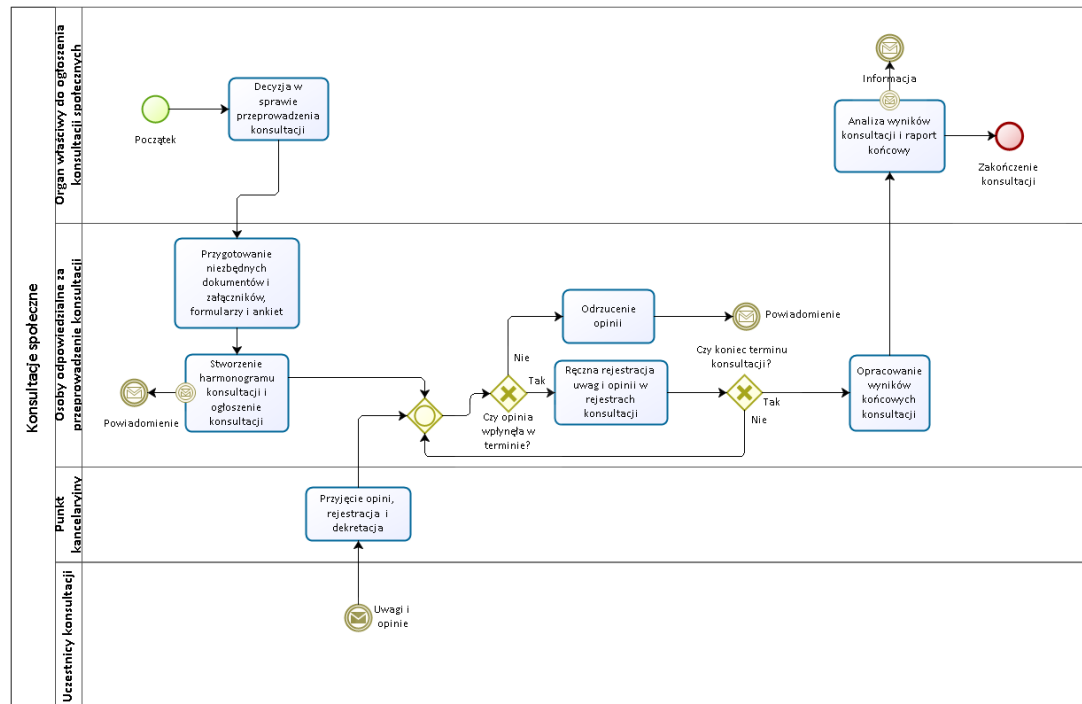 Konsultacje społeczne
Organ właściwy do ogłoszenia
konsultacji społecznych
Początek
Decyzja w
sprawie
przeprowadzenia
konsultacji
Informacja
Analiza wyników
konsultacji i raport
końcowy
Zakończenie
konsultacji
Osoby odpowiedzialne za
przeprowadzenie konsultacji
Przygotowanie
niezbędnych
dokumentów i
załączników,
formularzy i ankiet
Stworzenie
harmonogramu
konsultacji i
ogłoszenie
konsultacji
Powiadomienie
Czy opinia
wpłynęła w
terminie?
Nie
Tak
Odrzucenie
opinii
Powiadomienie
Ręczna rejestracja
uwag i opinii w
rejestrach
konsultacji
Czy koniec terminu
konsultacji?
Tak
Nie
Opracowanie
wyników
końcowych
konsultacji
Punkt
kancelaryjny
Przyjęcie opini,
rejestracja i
dekretacja
Uczestnicy konsultacji
Uwagi i
opinie